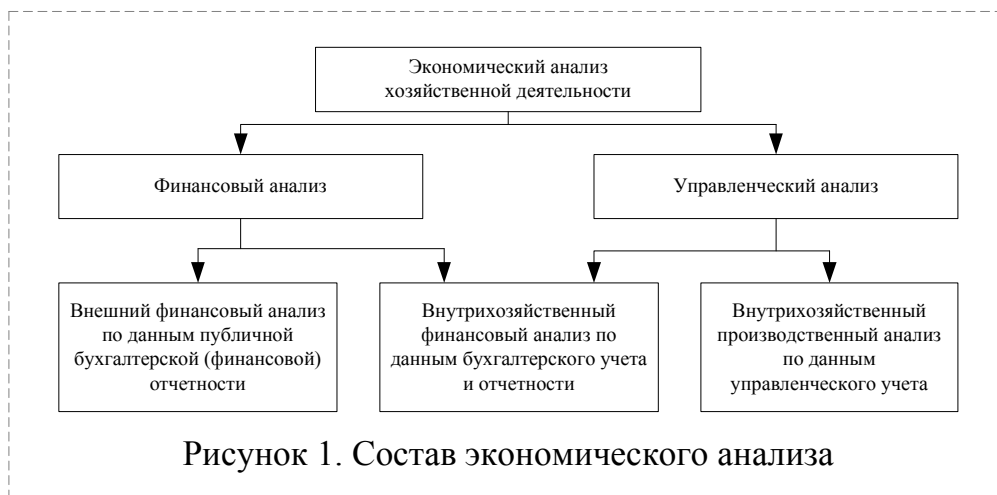 Экономический анализ
хозяйственной деятельности
Финансовый анализ
Управленческий анализ
Внешний финансовый анализ
по данным публичной
бухгалтерской (финансовой)
отчетности
Внутрихозяйственный
финансовый анализ по
данным бухгалтерского учета
и отчетности
Внутрихозяйственный
производственный анализ
по данным
управленческого учета
Рисунок 1. Состав экономического анализа